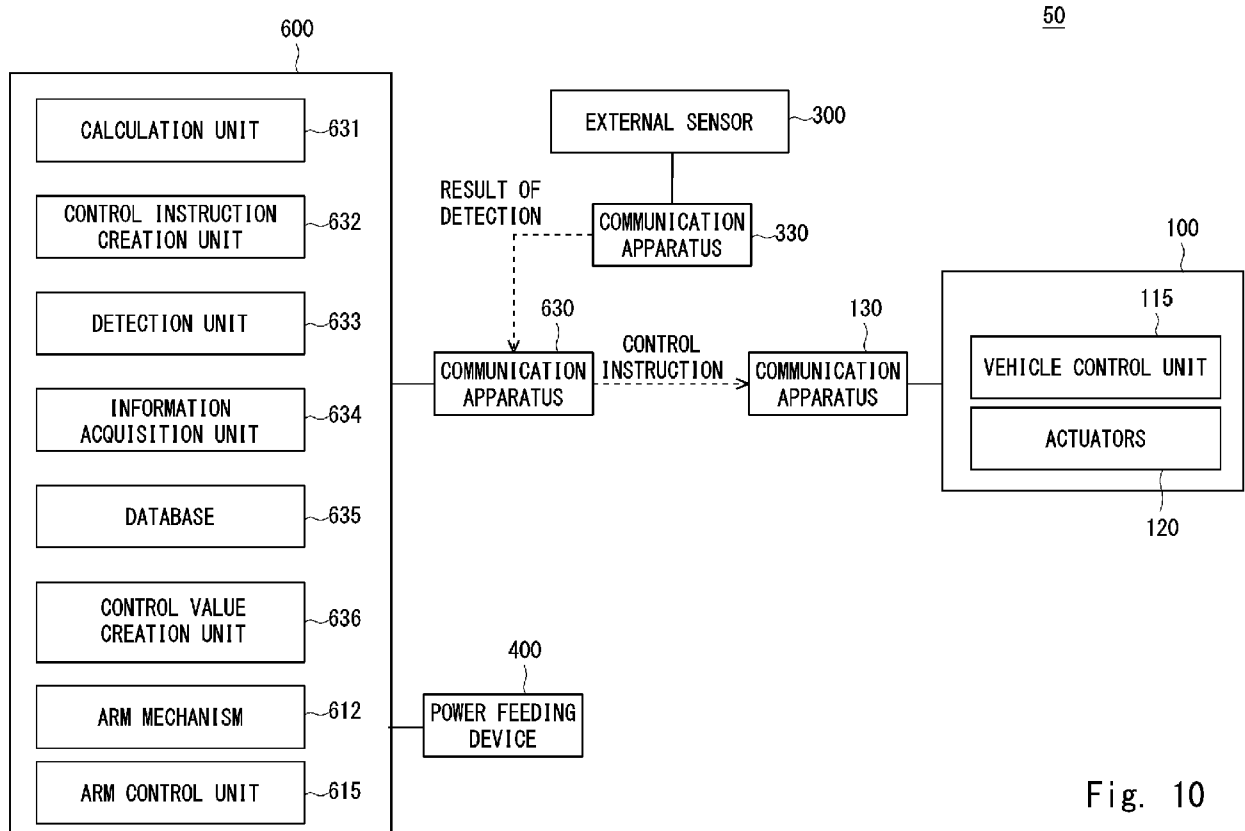 50
600
CALCULATION UNIT
631
CONTROL INSTRUCTION
CREATION UNIT
632
DETECTION UNIT
633
INFORMATION
ACQUISITION UNIT
634
DATABASE
635
CONTROL VALUE
CREATION UNIT
636
ARM MECHANISM
612
ARM CONTROL UNIT
615
EXTERNAL SENSOR
300
RESULT OF
DETECTION
COMMUNICATION
APPARATUS
330
630
COMMUNICATION
APPARATUS
CONTROL
INSTRUCTION
130
COMMUNICATION
APPARATUS
100
115
VEHICLE CONTROL UNIT
ACTUATORS
120
400
POWER FEEDING
DEVICE
Fig. 10